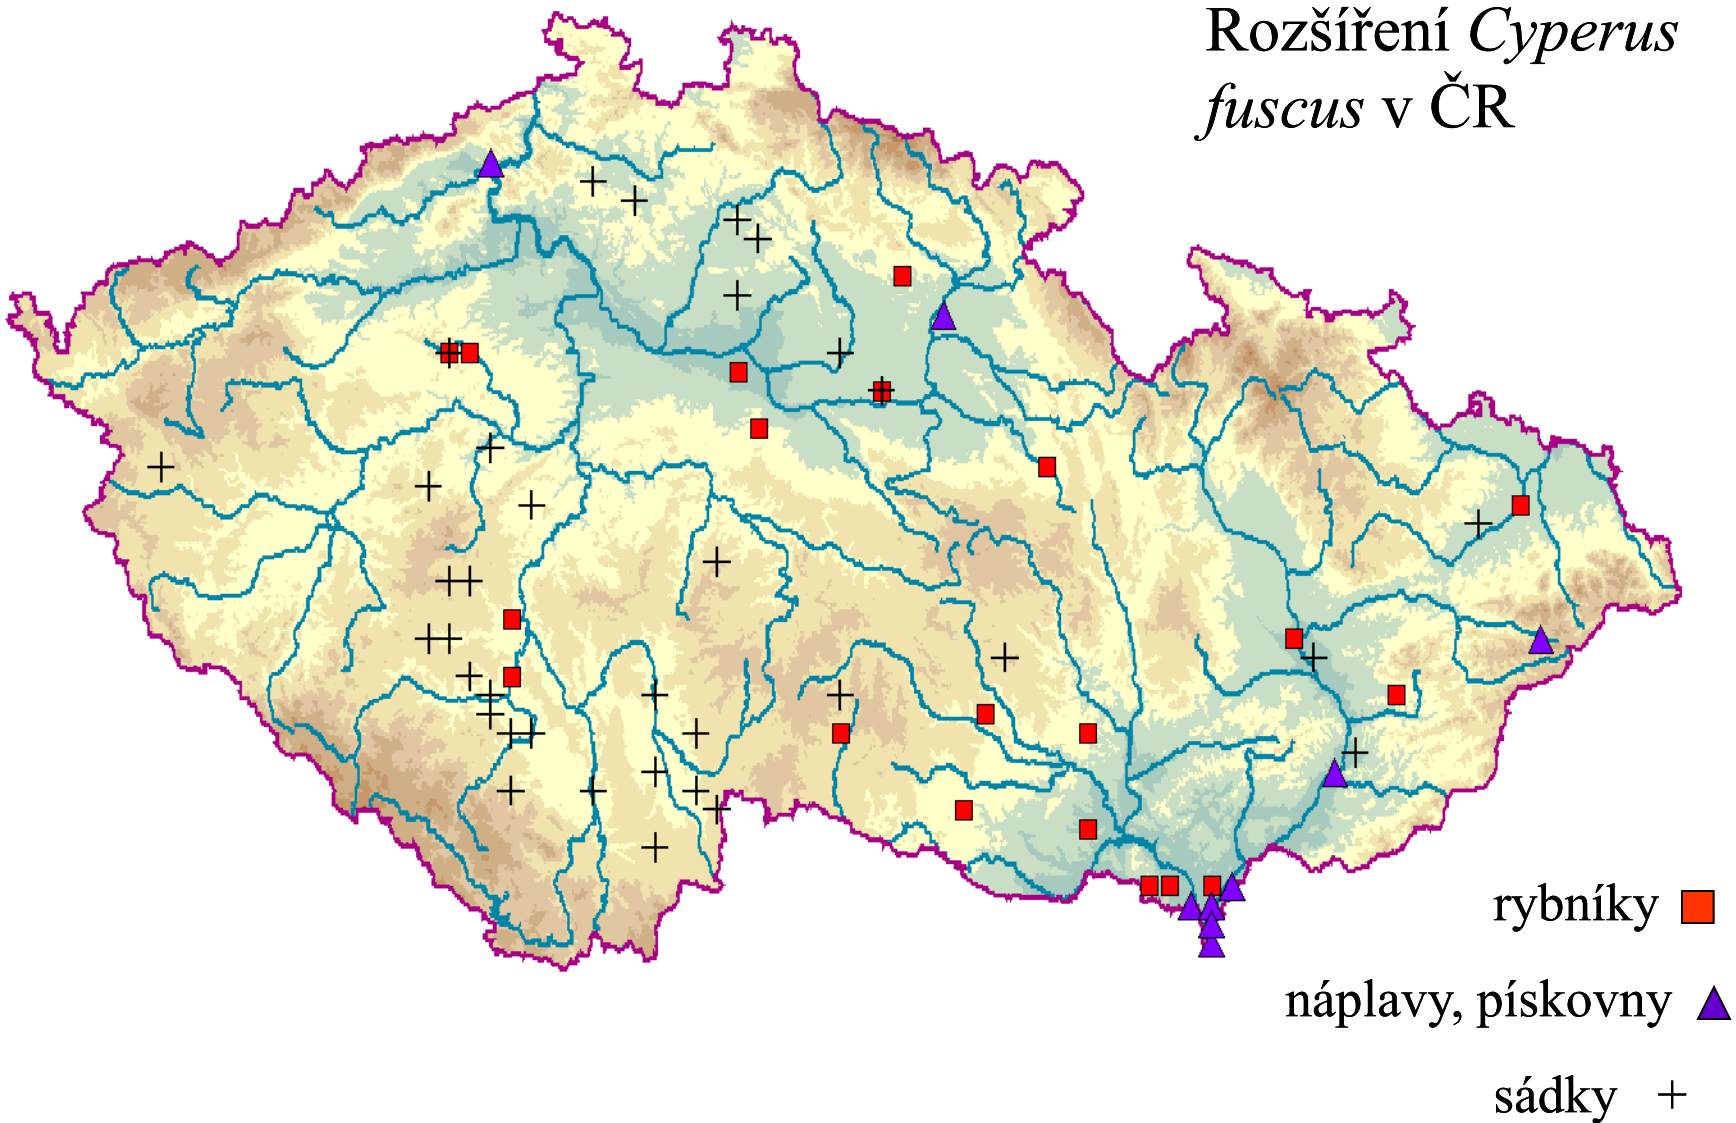 Rozšíření Cyperus
fuscus v ČR
rybníky
náplavy, pískovny
sádky